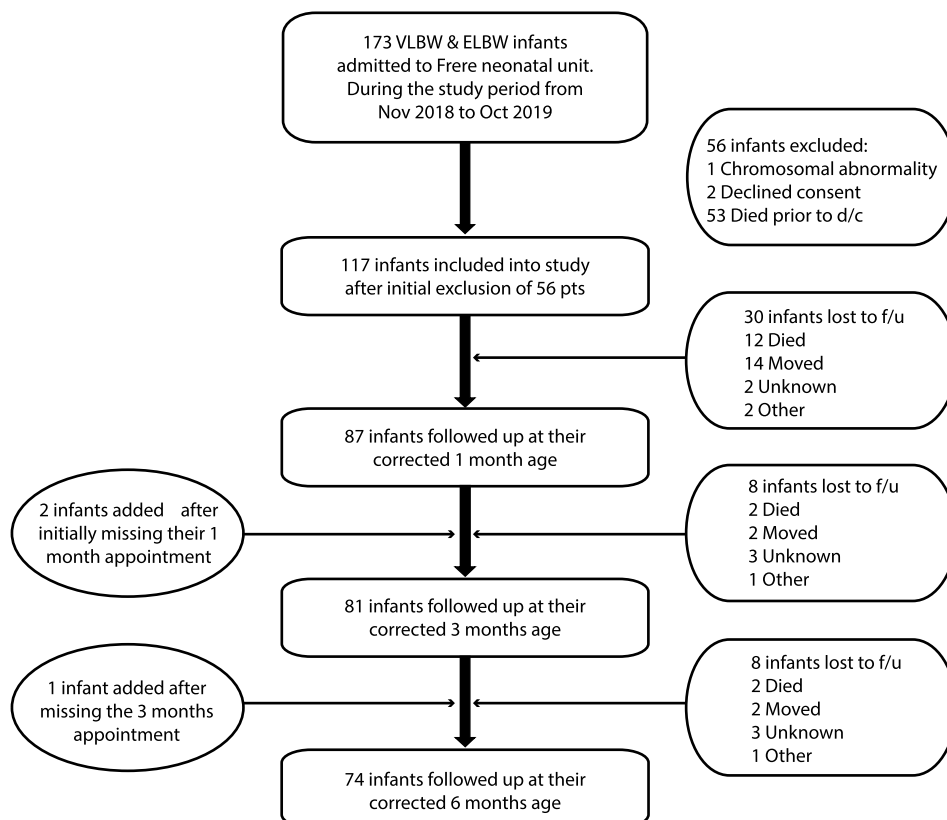 173 VLBW & ELBW infants
admitted to Frere neonatal unit.
During the study period from
Nov 2018 to Oct 2019
56 infants excluded:
1 Chromosomal abnormality
2 Declined consent
53 Died prior to d/c
117 infants included into study
after initial exclusion of 56 pts
30 infants lost to f/u
12 Died
14 Moved
2 Unknown
2 Other
87 infants followed up at their
corrected 1 month age
2 infants added after
initially missing their 1
month appointment
8 infants lost to f/u
2 Died
2 Moved
3 Unknown
1 Other
81 infants followed up at their
corrected 3 months age
1 infant added after
missing the 3 months
appointment
8 infants lost to f/u
2 Died
2 Moved
3 Unknown
1 Other
74 infants followed up at their
corrected 6 months age